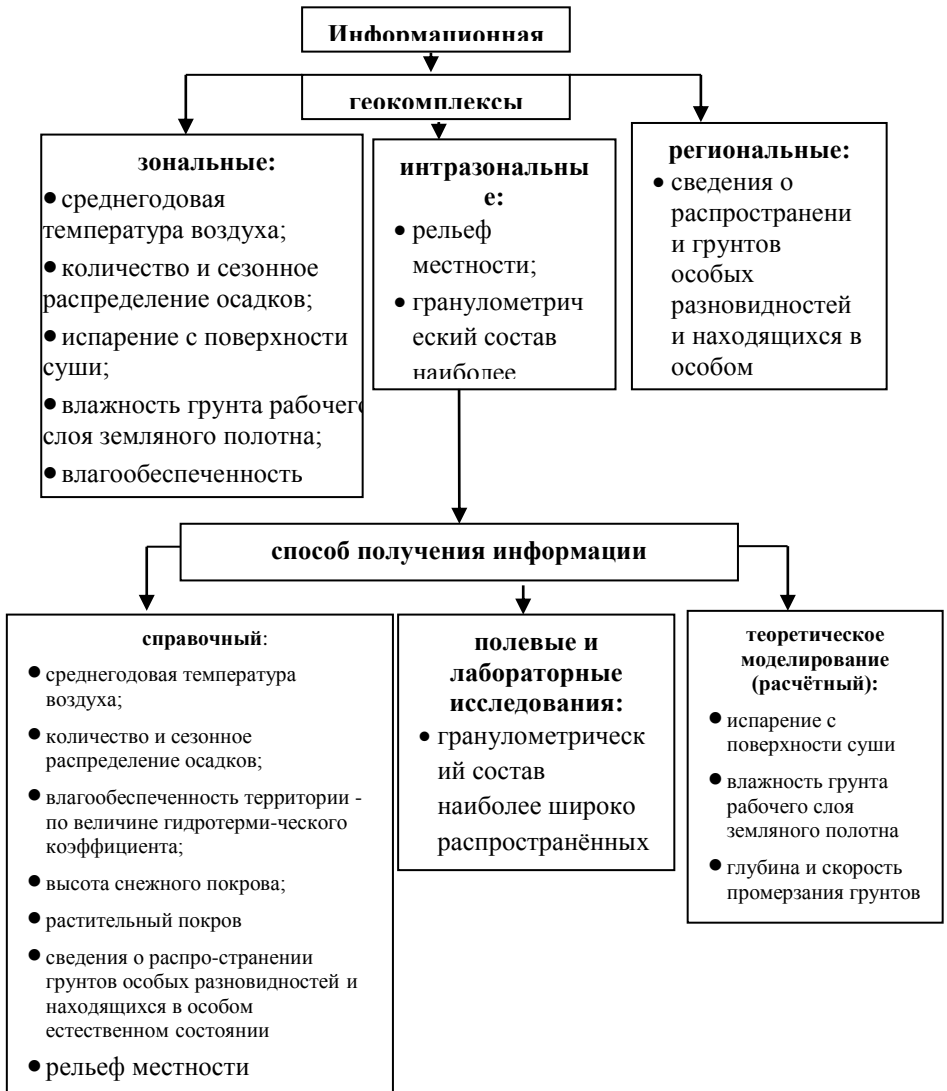 Информационная
геокомплексы
зональные:
● среднегодовая
температура воздуха;
● количество и сезонное
распределение осадков;
● испарение с поверхности
суши;
● влажность грунта рабочего
слоя земляного полотна;
● влагообеспеченность
интразональны
е:
● рельеф
местности;
● гранулометрич
еский состав
наиболее
региональные:
● сведения о
распространени
и грунтов
особых
разновидностей
и находящихся в
особом
способ получения информации
справочный:
● среднегодовая температура
воздуха;
● количество и сезонное
распределение осадков;
● влагообеспеченность территории -
по величине гидротерми-ческого
коэффициента;
● высота снежного покрова;
● растительный покров
● сведения о распро-странении
грунтов особых разновидностей и
находящихся в особом
естественном состоянии
● рельеф местности
полевые и
лабораторные
исследования:
● гранулометрическ
ий состав
наиболее широко
распространённых
теоретическое
моделирование
(расчётный):
● испарение с
поверхности суши
● влажность грунта
рабочего слоя
земляного полотна
● глубина и скорость
промерзания грунтов